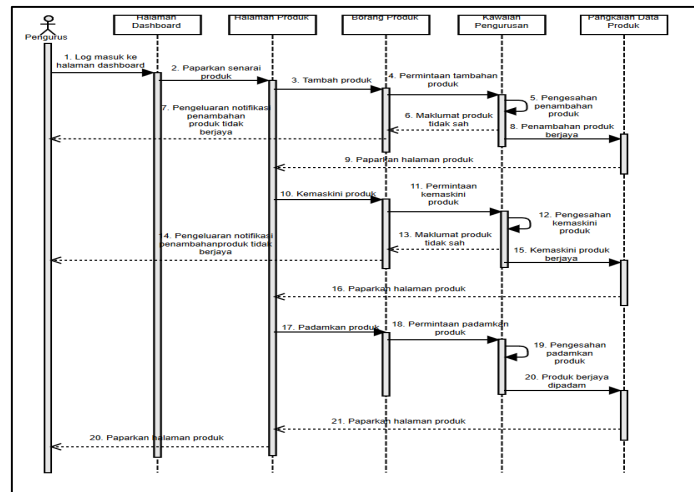 Halaman
Dashboard
Halaman Produk
Borang Produk
Kawalan
Pengurusan
Pangkalan Data
Produk
Pengurus
1. Log masuk ke
halaman dashboard
2. Paparkan senarai
produk
3. Tambah produk
4. Permintaan tambahan
produk
5. Pengesahan
penambahan
produk
6. Maklumat produk
tidak sah
7. Pengeluaran notifikasi
penambahan
produk tidak
berjaya
8. Penambahan produk
berjaya
9. Paparkan halaman produk
10. Kemaskini produk
11. Permintaan
kemaskini
produk
12. Pengesahan
kemaskini
produk
13. Maklumat produk
tidak sah
14. Pengeluaran notifikasi
penambahanproduk tidak
berjaya
15. Kemaskini produk
berjaya
16. Paparkan halaman produk
17. Padamkan produk
18. Permintaan padamkan
produk
19. Pengesahan
padamkan
produk
20. Produk berjaya
dipadam
21. Paparkan halaman produk
20. Paparkan halaman produk